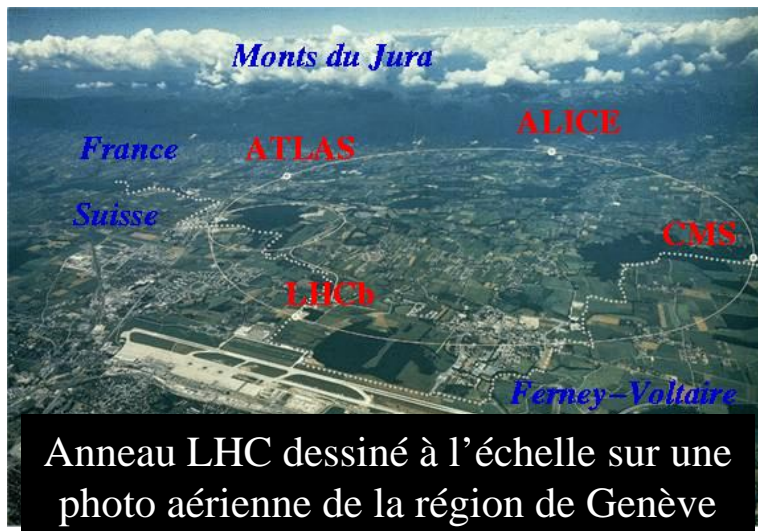 Monts du Jura
ALICE
France
ATLAS
Suisse
CMS
LHCb
Ferney–Voltaire
Anneau LHC dessiné à l’échelle sur une
photo aérienne de la région de Genève